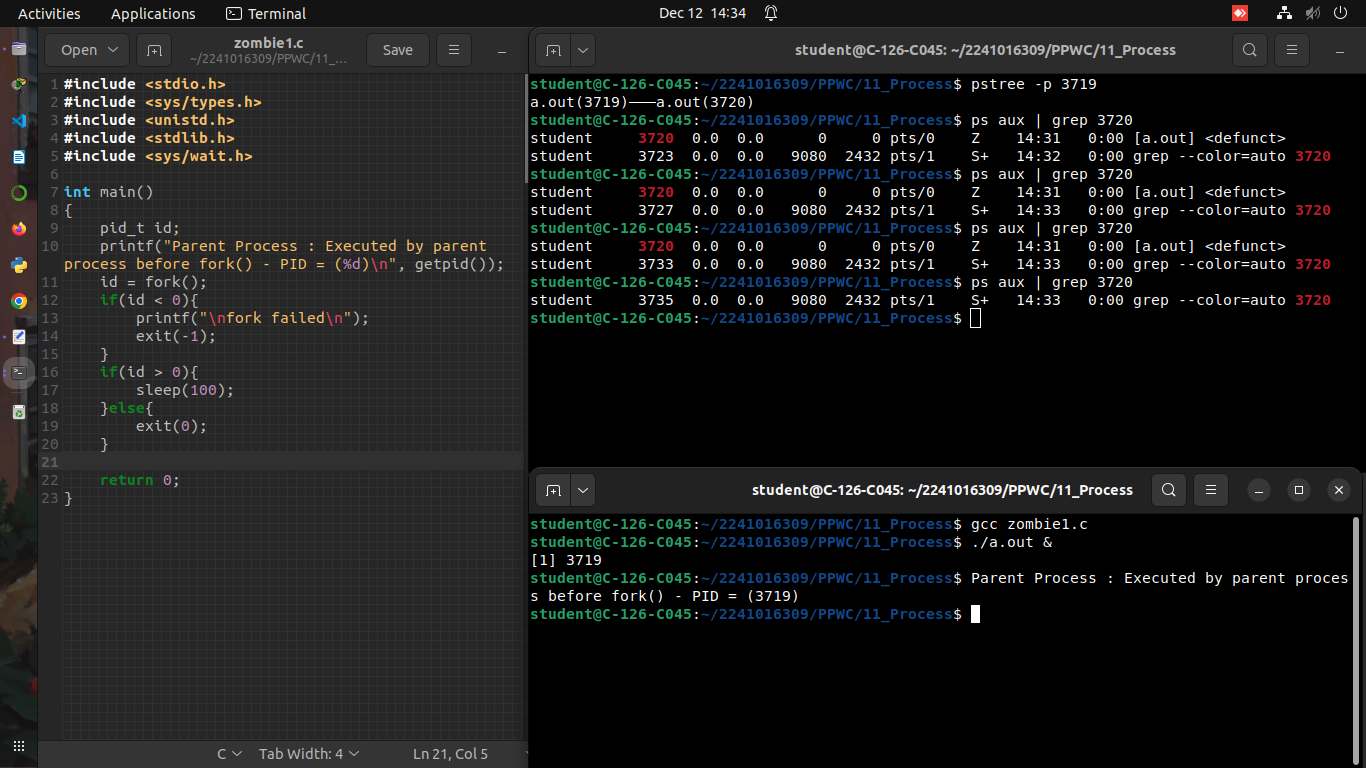 Activities Applications Terminal Dec 12 14:34
Open zombie1.c Save
~/2241016309/PPWC/11_...
1 #include <stdio.h>
2 #include <sys/types.h>
3 #include <unistd.h>
4 #include <stdlib.h>
5 #include <sys/wait.h>
6
7 int main()
8 {
9 pid_t id;
10 printf("Parent Process : Executed by parent
process before fork() - PID = (%d)\n", getpid());
11 id = fork();
12 if(id < 0){
13 printf("\nfork failed\n");
14 exit(-1);
15 }
16 if(id > 0){
17 sleep(100);
18 }else{
19 exit(0);
20 }
21
22 return 0;
23 }
C Tab Width: 4 Ln 21, Col 5
student@C-126-C045: ~/2241016309/PPWC/11_Process
student@C-126-C045:~/2241016309/PPWC/11_Process$ pstree -p 3719
a.out(3719)───a.out(3720)
student@C-126-C045:~/2241016309/PPWC/11_Process$ ps aux | grep 3720
student 3720 0.0 0.0 0 0 pts/0 Z 14:31 0:00 [a.out] <defunct>
student 3723 0.0 0.0 9080 2432 pts/1 S+ 14:32 0:00 grep --color=auto 3720
student@C-126-C045:~/2241016309/PPWC/11_Process$ ps aux | grep 3720
student 3720 0.0 0.0 0 0 pts/0 Z 14:31 0:00 [a.out] <defunct>
student 3727 0.0 0.0 9080 2432 pts/1 S+ 14:33 0:00 grep --color=auto 3720
student@C-126-C045:~/2241016309/PPWC/11_Process$ ps aux | grep 3720
student 3720 0.0 0.0 0 0 pts/0 Z 14:31 0:00 [a.out] <defunct>
student 3733 0.0 0.0 9080 2432 pts/1 S+ 14:33 0:00 grep --color=auto 3720
student@C-126-C045:~/2241016309/PPWC/11_Process$ ps aux | grep 3720
student 3735 0.0 0.0 9080 2432 pts/1 S+ 14:33 0:00 grep --color=auto 3720
student@C-126-C045:~/2241016309/PPWC/11_Process$
student@C-126-C045: ~/2241016309/PPWC/11_Process
student@C-126-C045:~/2241016309/PPWC/11_Process$ gcc zombie1.c
student@C-126-C045:~/2241016309/PPWC/11_Process$ ./a.out &
[1] 3719
student@C-126-C045:~/2241016309/PPWC/11_Process$ Parent Process : Executed by parent proces
s before fork() - PID = (3719)
student@C-126-C045:~/2241016309/PPWC/11_Process$